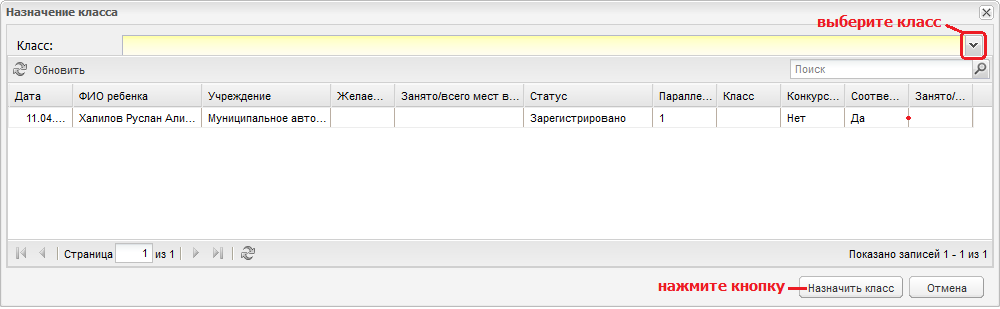 Назначение класса
выберите класс
Класс:
Обновить
Поиск
Дата ФИО ребенка Учреждение Желае... Занято/всего мест в... Статус Паралле... Класс Конкурс... Соотве... Занято/...
11.04.... Халилов Руслан Али... Муниципальное авто... Зарегистрировано 1 Нет Да
Страница 1 из 1
Показано записей 1 - 1 из 1
нажмите кнопку Назначить класс Отмена